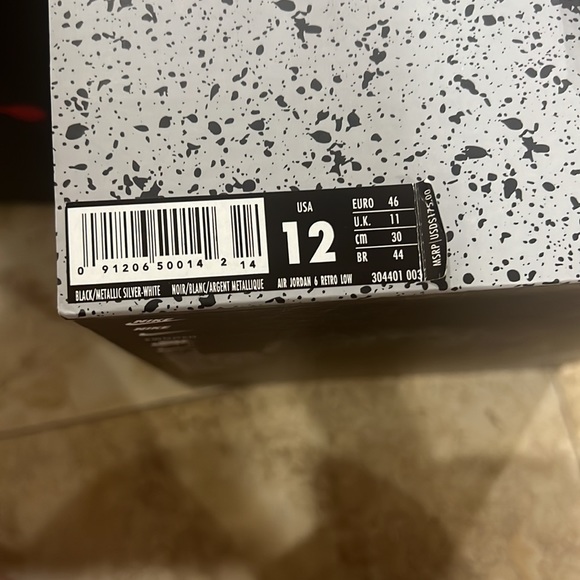 0 91206 50014 2 14
USA
12
EURO 46
U.K. 11
cm 30
BR 44
MSRP|USD$175.00
BLACK/METALLIC SILVER-WHITE NOIR/BLANC/ARGENT METALLIQUE AIR JORDAN 6 RETRO LOW 304401 003
NIKE